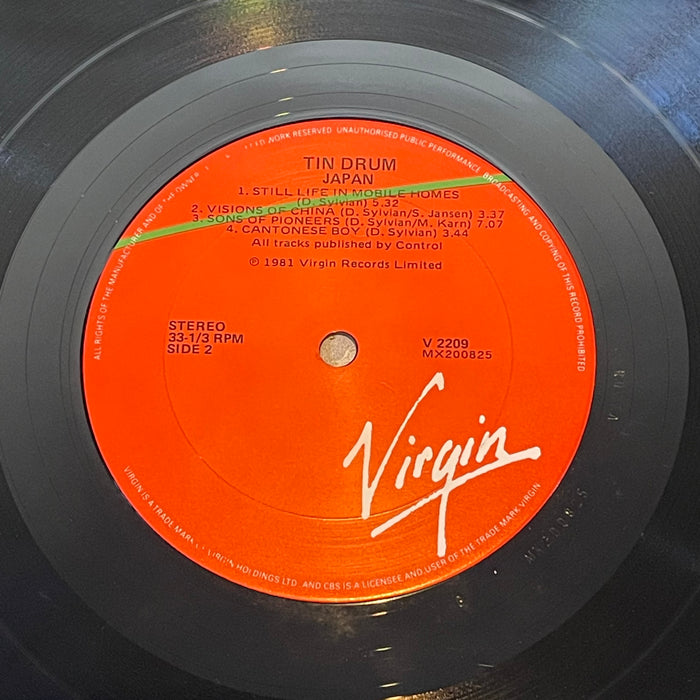 TIN DRUM
JAPAN
1. STILL LIFE IN MOBILE HOMES
(D. Sylvian) 5.32
2. VISIONS OF CHINA (D. Sylvian/S. Jansen) 3.37
3. SONS OF PIONEERS (D. Sylvian/M. Karn) 7.07
4. CANTONESE BOY (D. Sylvian) 3.44
All tracks published by Control
℗ 1981 Virgin Records Limited
STEREO
33-1/3 RPM
SIDE 2
V 2209
MX200825
Virgin
ALL RIGHTS OF THE MANUFACTURER AND OF THE OWNER WORK RESERVED UNAUTHORISED PUBLIC PERFORMANCE BROADCASTING AND COPYING OF THIS RECORD PROHIBITED
VIRGIN IS A TRADE MARK VIRGIN HOLDINGS LTD AND CBS IS A LICENSEE AND USER OF THE TRADE MARK VIRGIN